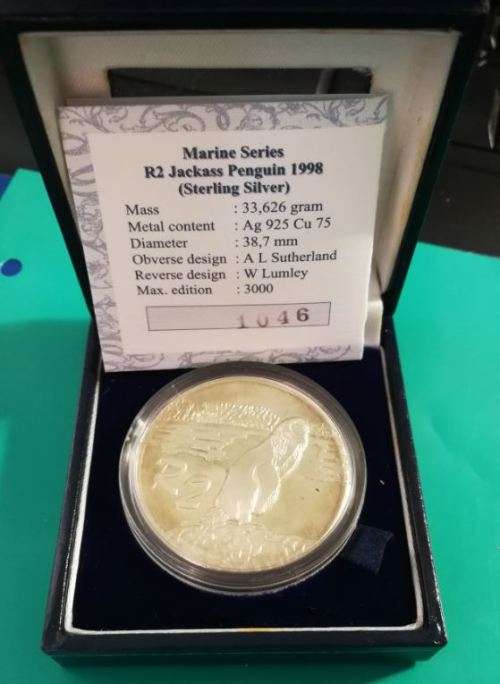 Marine Series
R2 Jackass Penguin 1998
(Sterling Silver)
Mass : 33,626 gram
Metal content : Ag 925 Cu 75
Diameter : 38,7 mm
Obverse design : A L Sutherland
Reverse design : W Lumley
Max. edition : 3000
1046
R2